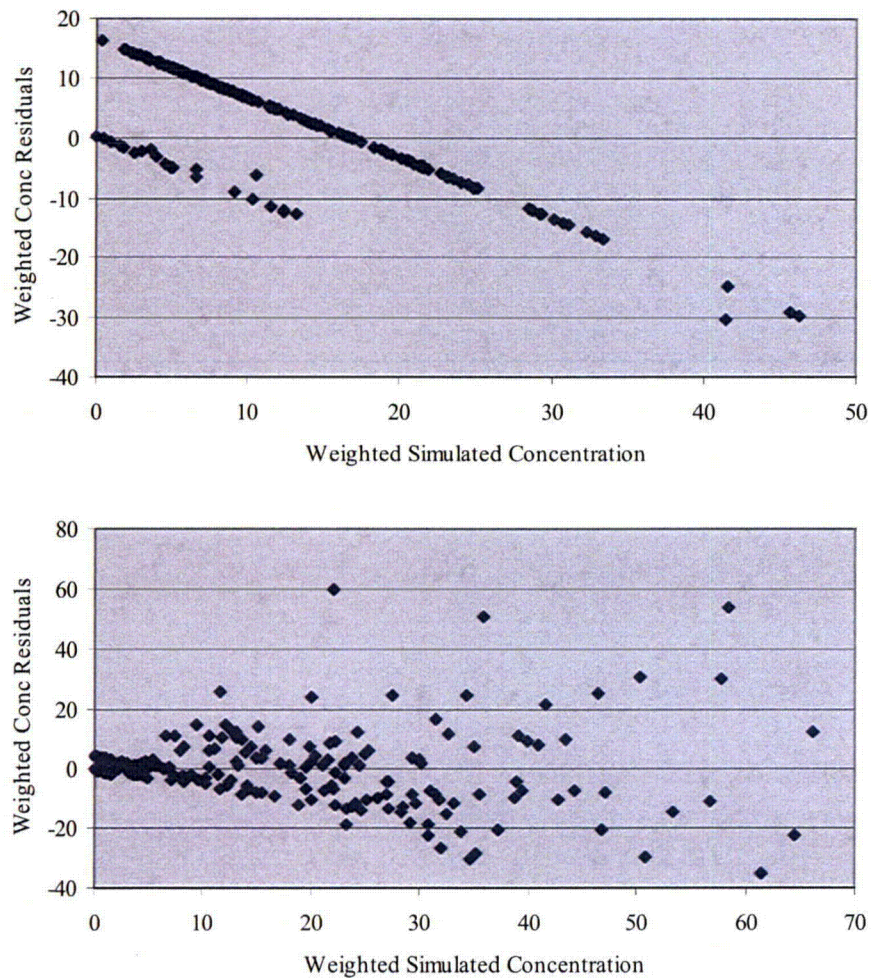 20
10
0
-10
-20
-30
-40
Weighted Conc Residuals
0 10 20 30 40 50
Weighted Simulated Concentration
80
60
40
20
0
-20
-40
Weighted Conc Residuals
0 10 20 30 40 50 60 70
Weighted Simulated Concentration